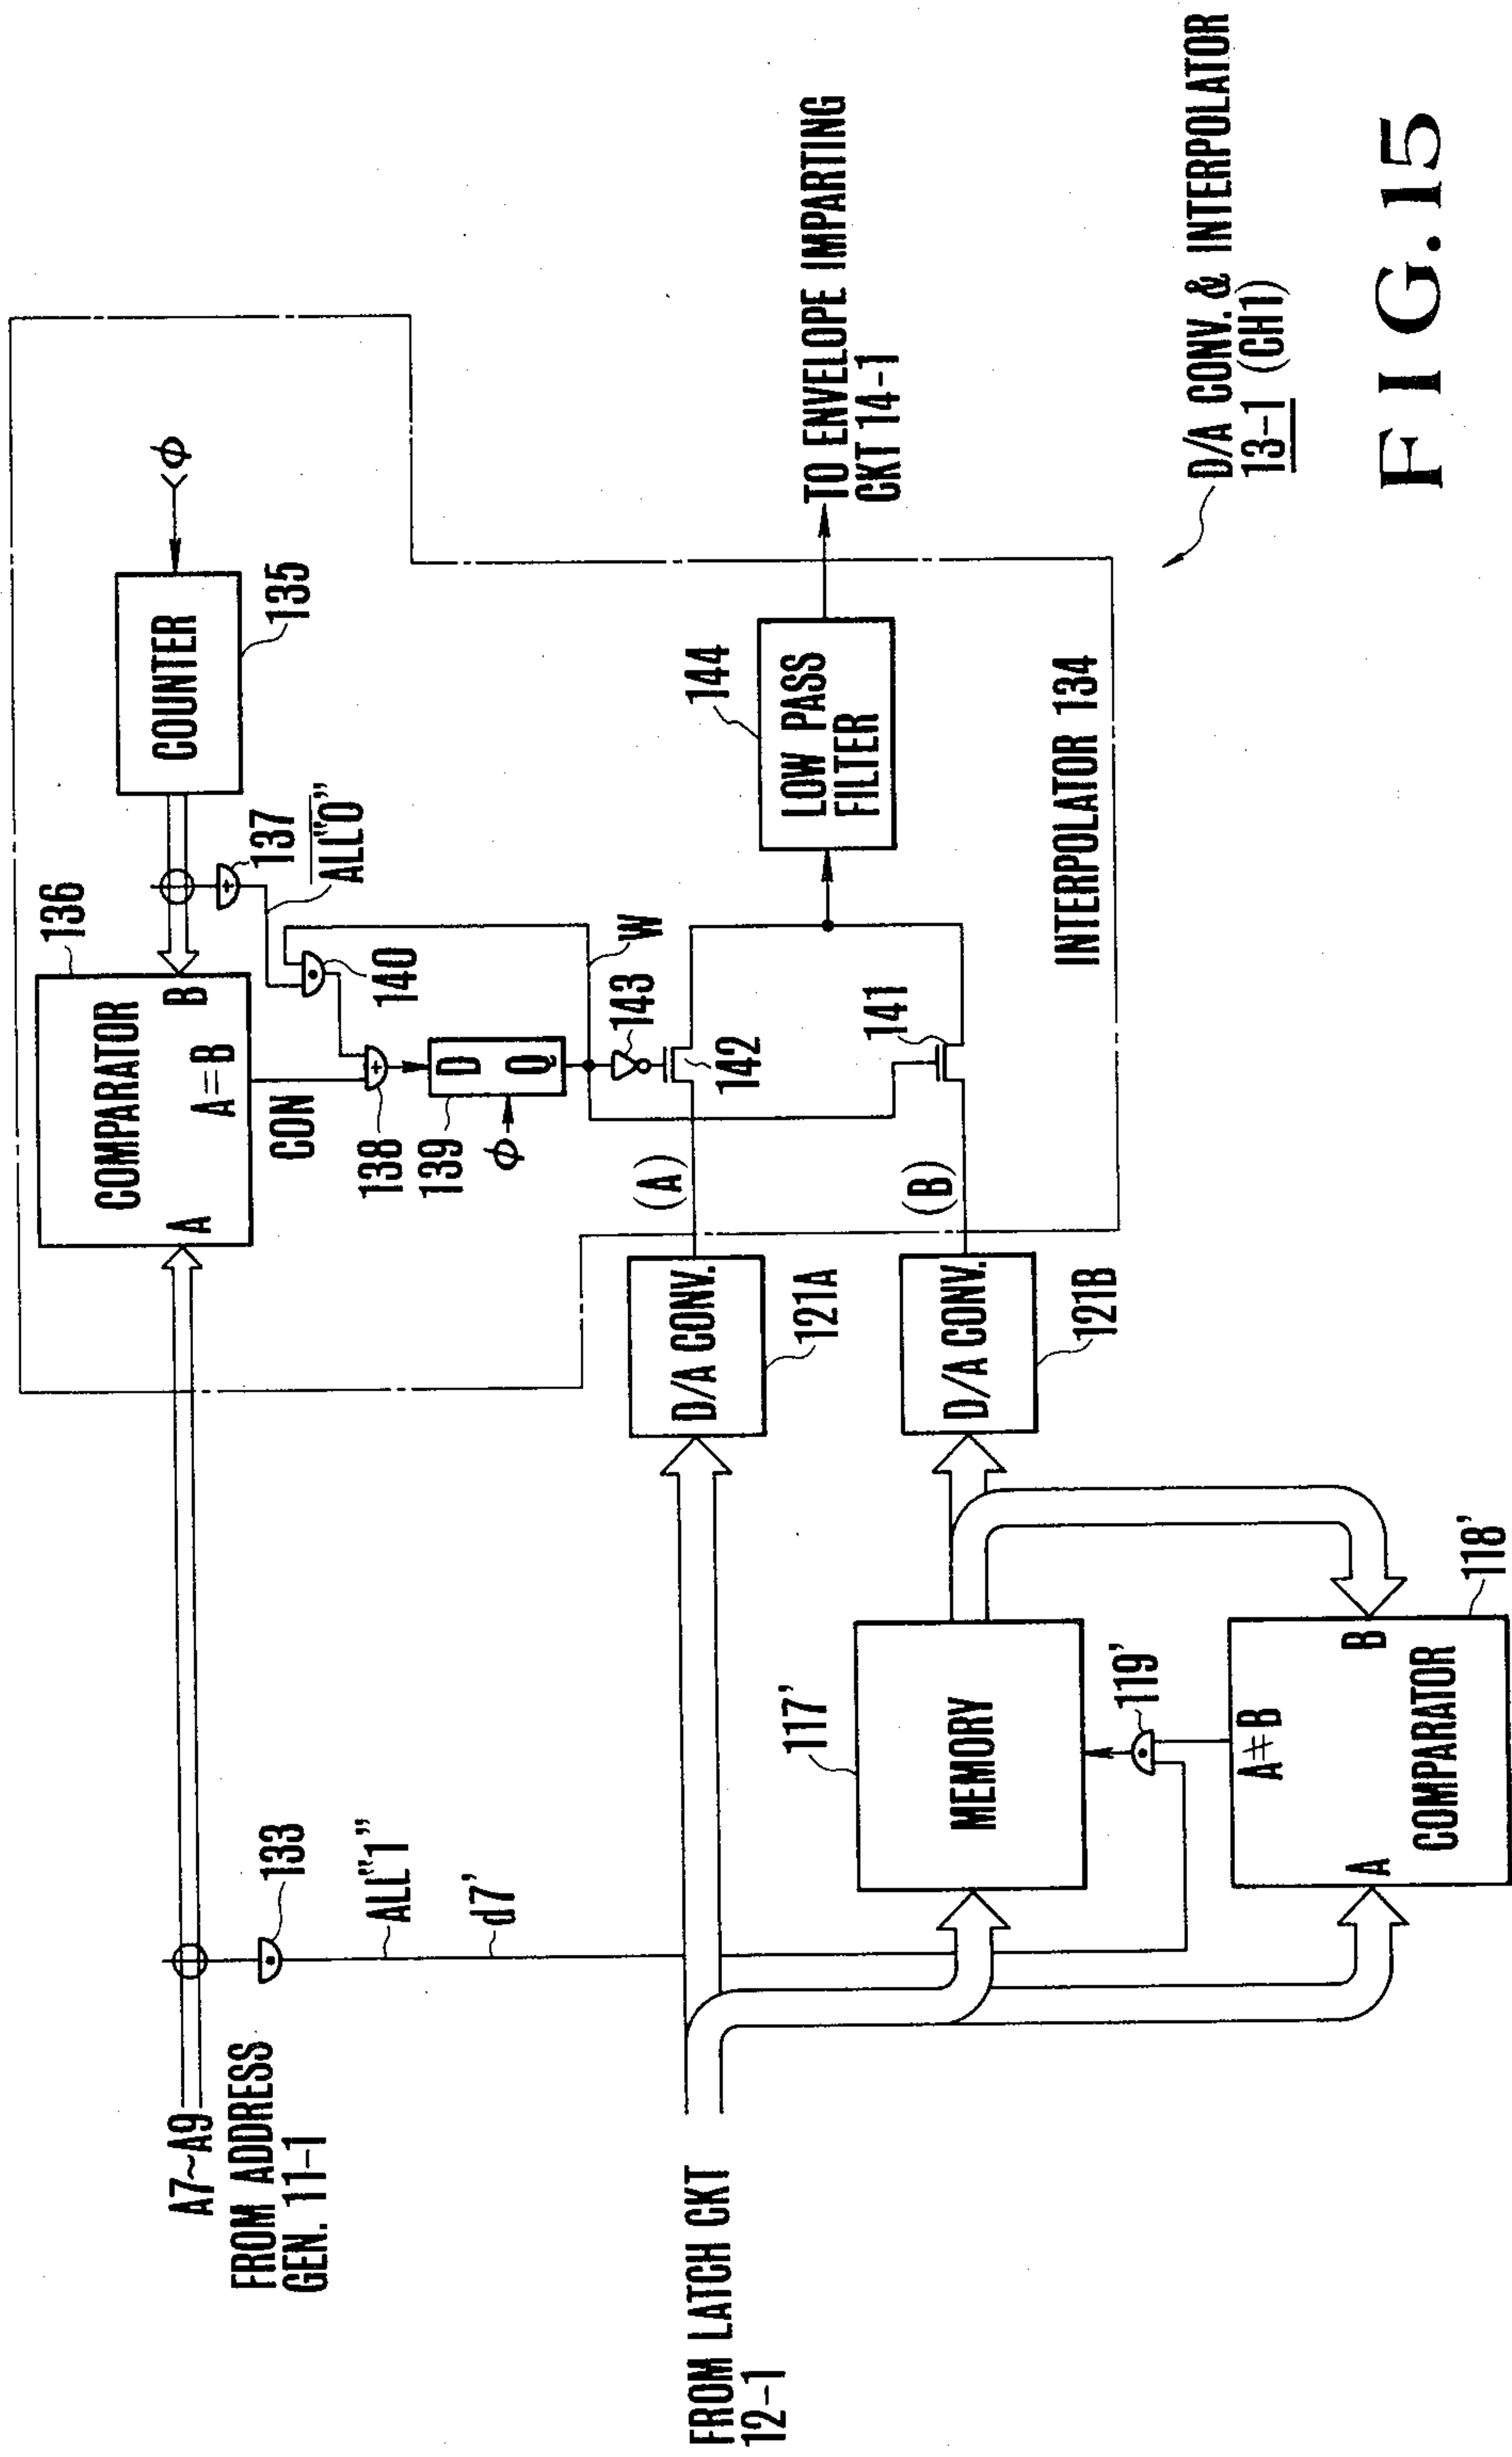 A7~A9
FROM ADDRESS
GEN. 11-1
133
ALL"1"
d7'
136
COMPARATOR
A
B
A=B
CON
COUNTER
135
ϕ
137
ALL"0"
140
138
139
D
Q
ϕ
W
143
142
141
(A)
(B)
144
LOW PASS
FILTER
TO ENVELOPE IMPARTING
CKT 14-1
INTERPOLATOR 134
FROM LATCH CKT
12-1
D/A CONV.
121A
D/A CONV.
121B
117'
MEMORY
119'
A≠B
A
B
COMPARATOR
118'
D/A CONV. & INTERPOLATOR
13-1 (CH1)
FIG.15